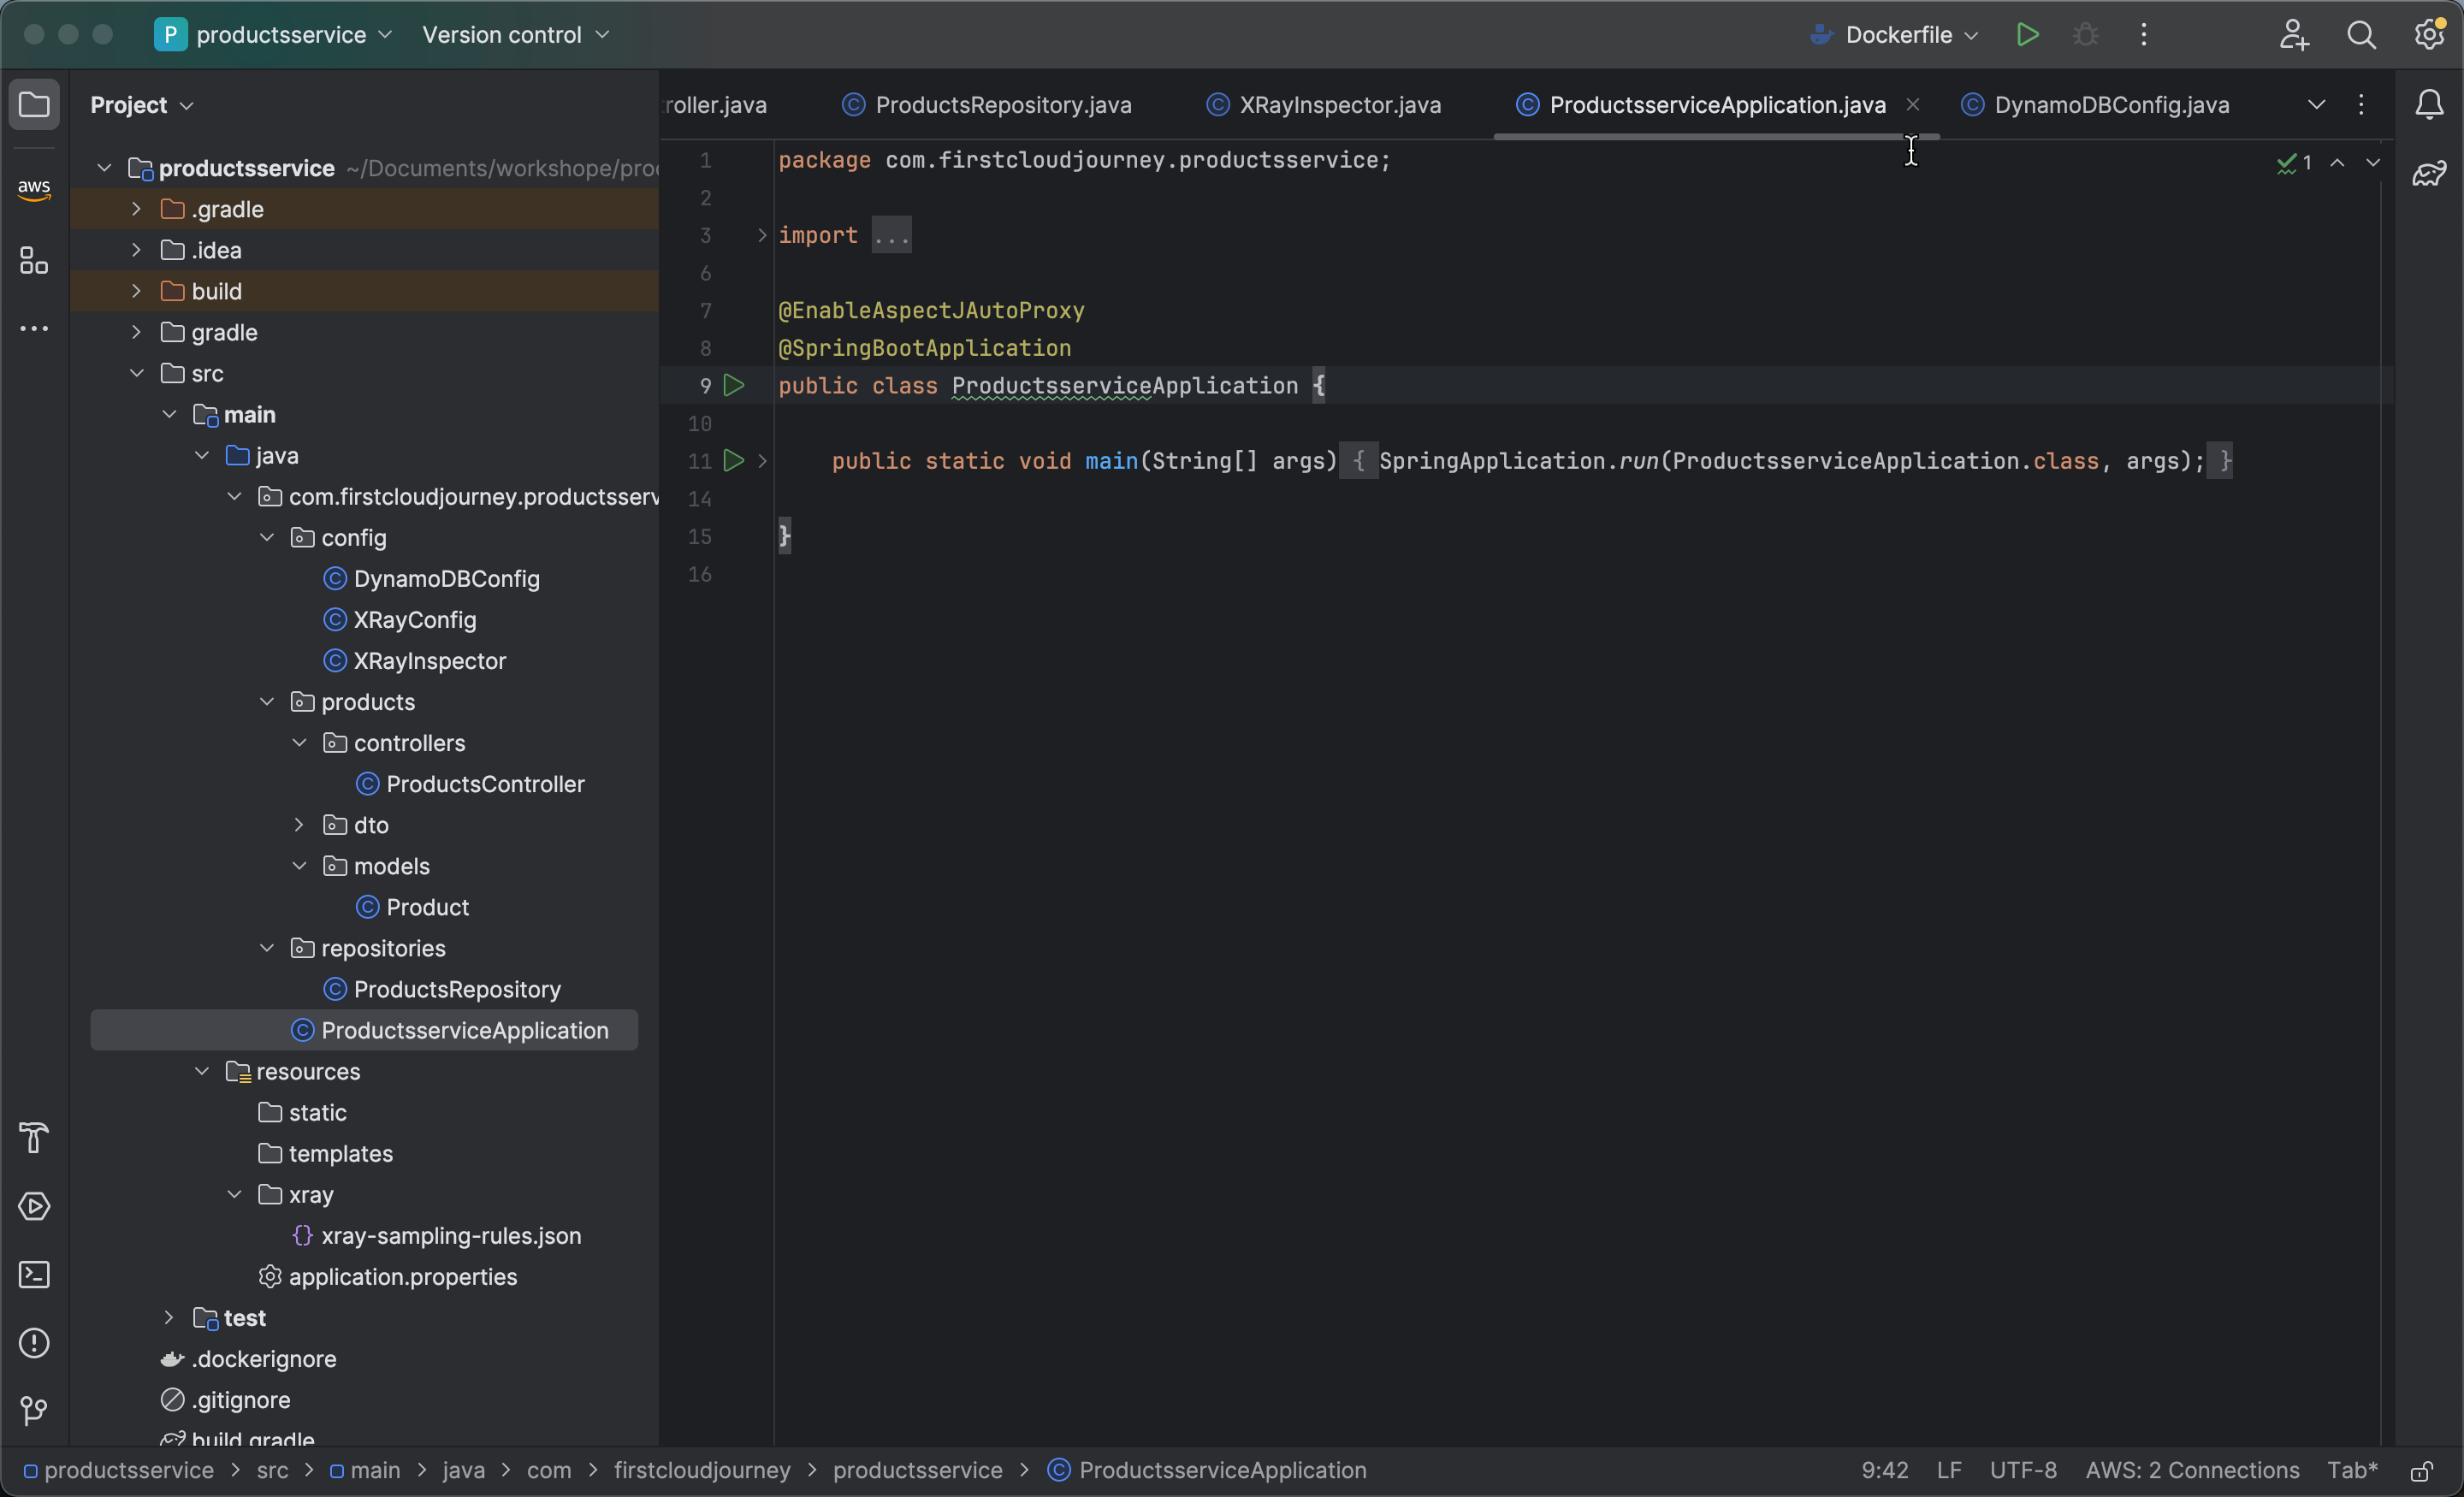 P productsservice Version control Dockerfile
Project
roller.java ProductsRepository.java XRayInspector.java ProductsserviceApplication.java DynamoDBConfig.java
aws
productsservice ~/Documents/workshope/pro
.gradle
.idea
build
gradle
src
main
java
com.firstcloudjourney.productsserv
config
DynamoDBConfig
XRayConfig
XRayInspector
products
controllers
ProductsController
dto
models
Product
repositories
ProductsRepository
ProductsserviceApplication
resources
static
templates
xray
{} xray-sampling-rules.json
application.properties
test
.dockerignore
.gitignore
build.gradle
1 package com.firstcloudjourney.productsservice;
1
2
3 import ...
6
7 @EnableAspectJAutoProxy
8 @SpringBootApplication
9 public class ProductsserviceApplication {
10
11 public static void main(String[] args) { SpringApplication.run(ProductsserviceApplication.class, args); }
14
15 }
16
productsservice > src > main > java > com > firstcloudjourney > productsservice > ProductsserviceApplication
9:42 LF UTF-8 AWS: 2 Connections Tab*